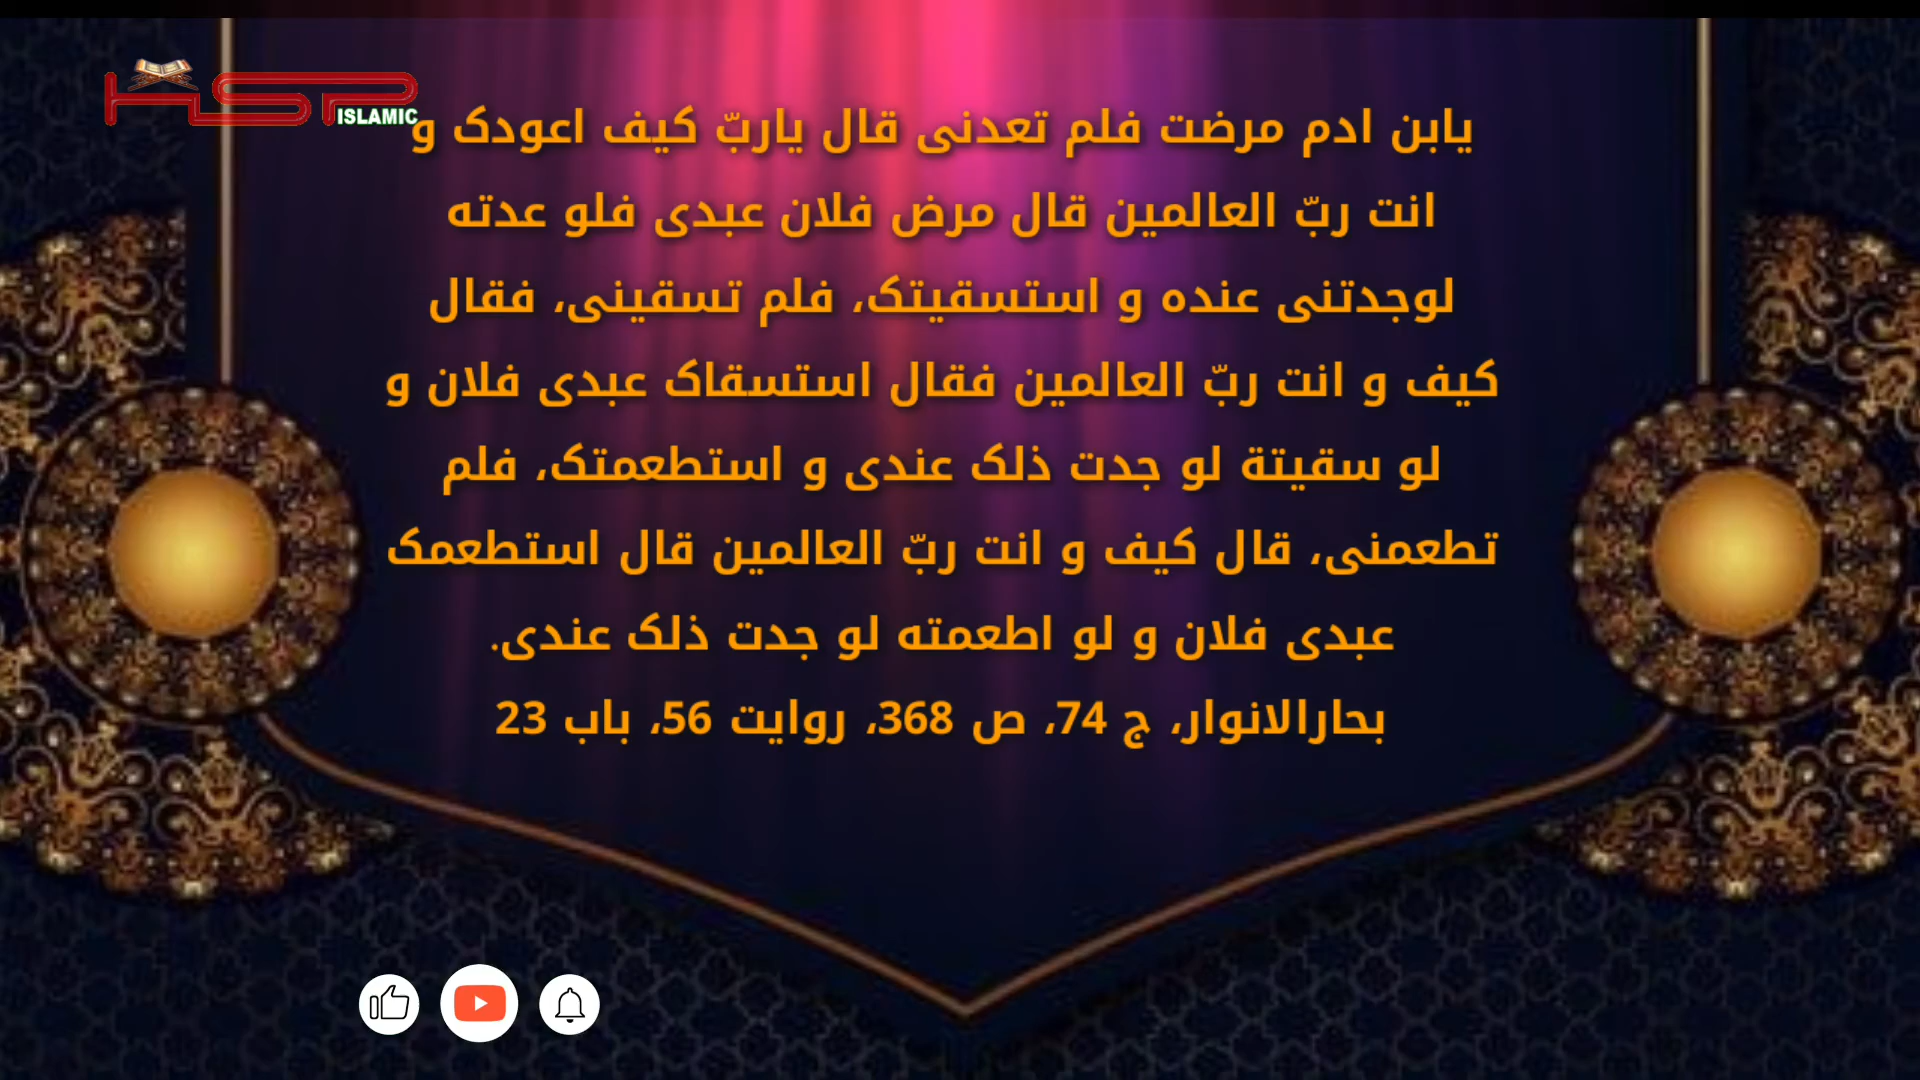 HSP
ISLAMIC
یابن ادم مرضت فلم تعدنی قال یاربّ کیف اعودک و
انت ربّ العالمین قال مرض فلان عبدی فلو عدته
لوجدتنی عنده و استسقیتک، فلم تسقینی، فقال
کیف و انت ربّ العالمین فقال استسقاک عبدی فلان و
لو سقیتة لو جدت ذلک عندی و استطعمتک، فلم
تطعمنی، قال کیف و انت ربّ العالمین قال استطعمک
عبدی فلان و لو اطعمته لو جدت ذلک عندی.
بحارالانوار، ج 74، ص 368، روایت 56، باب 23